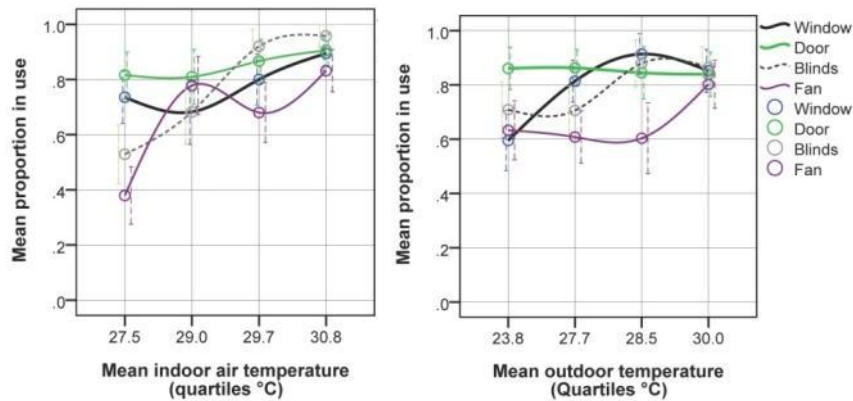 Mean proportion in use
1.0
.8
.6
.4
.2
.0
27.5 29.0 29.7 30.8
Mean indoor air temperature
(quartiles °C)
Mean proportion in use
1.0
.8
.6
.4
.2
.0
23.8 27.7 28.5 30.0
Mean outdoor temperature
(Quartiles °C)
Window
Door
Blinds
Fan
Window
Door
Blinds
Fan